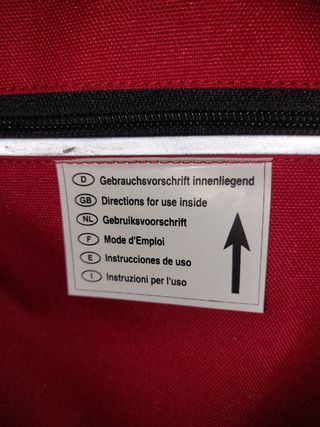 D Gebrauchsvorschrift innenliegend
GB Directions for use inside
NL Gebruiksvoorschrift
F Mode d'Emploi
E Instrucciones de uso
I Instruzioni per l'uso